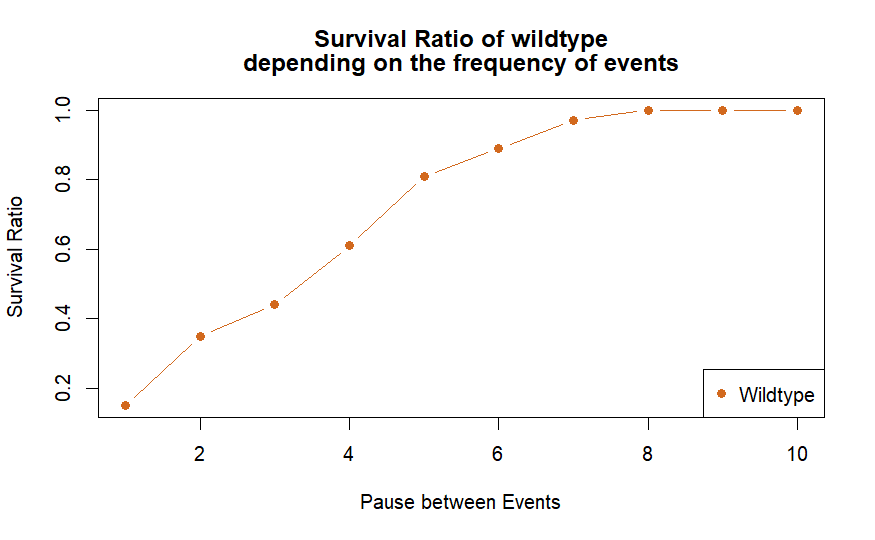 Survival Ratio of wildtype
depending on the frequency of events
Survival Ratio
1.0
0.8
0.6
0.4
0.2
Wildtype
2 4 6 8 10
Pause between Events